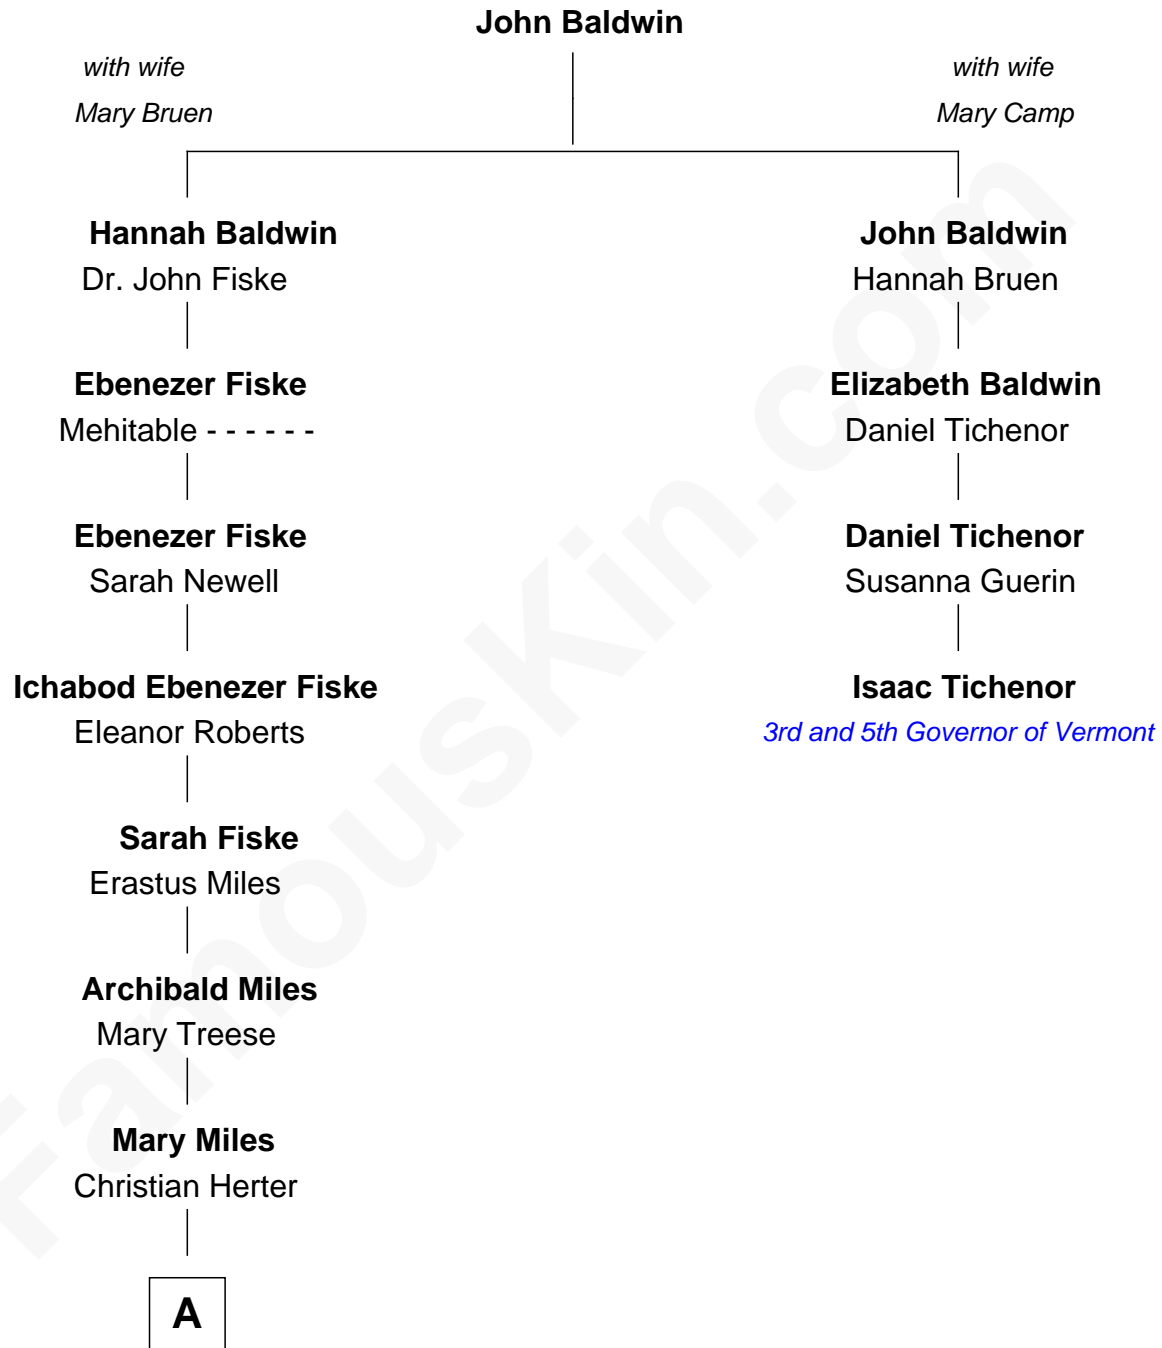 John Baldwin
with wife
Mary Bruen
with wife
Mary Camp
Hannah Baldwin
Dr. John Fiske
John Baldwin
Hannah Bruen
Ebenezer Fiske
Mehitable - - - - - -
Elizabeth Baldwin
Daniel Tichenor
Ebenezer Fiske
Sarah Newell
Daniel Tichenor
Susanna Guerin
Ichabod Ebenezer Fiske
Eleanor Roberts
Isaac Tichenor
3rd and 5th Governor of Vermont
Sarah Fiske
Erastus Miles
Archibald Miles
Mary Treese
Mary Miles
Christian Herter
A
FamousKin.com